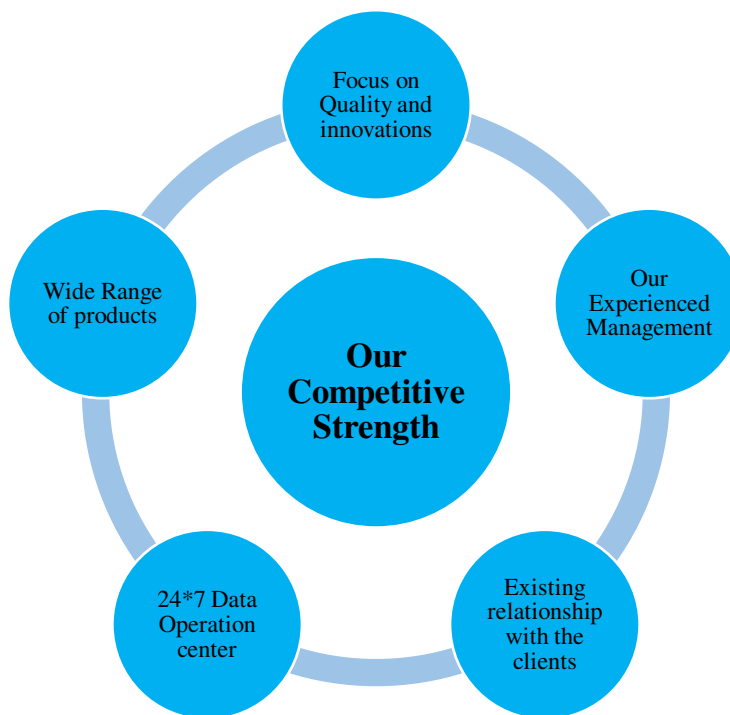 Focus on
Quality and
innovations
Our
Experienced
Management
Existing
relationship
with the
clients
24*7 Data
Operation
center
Wide Range
of products
Our
Competitive
Strength